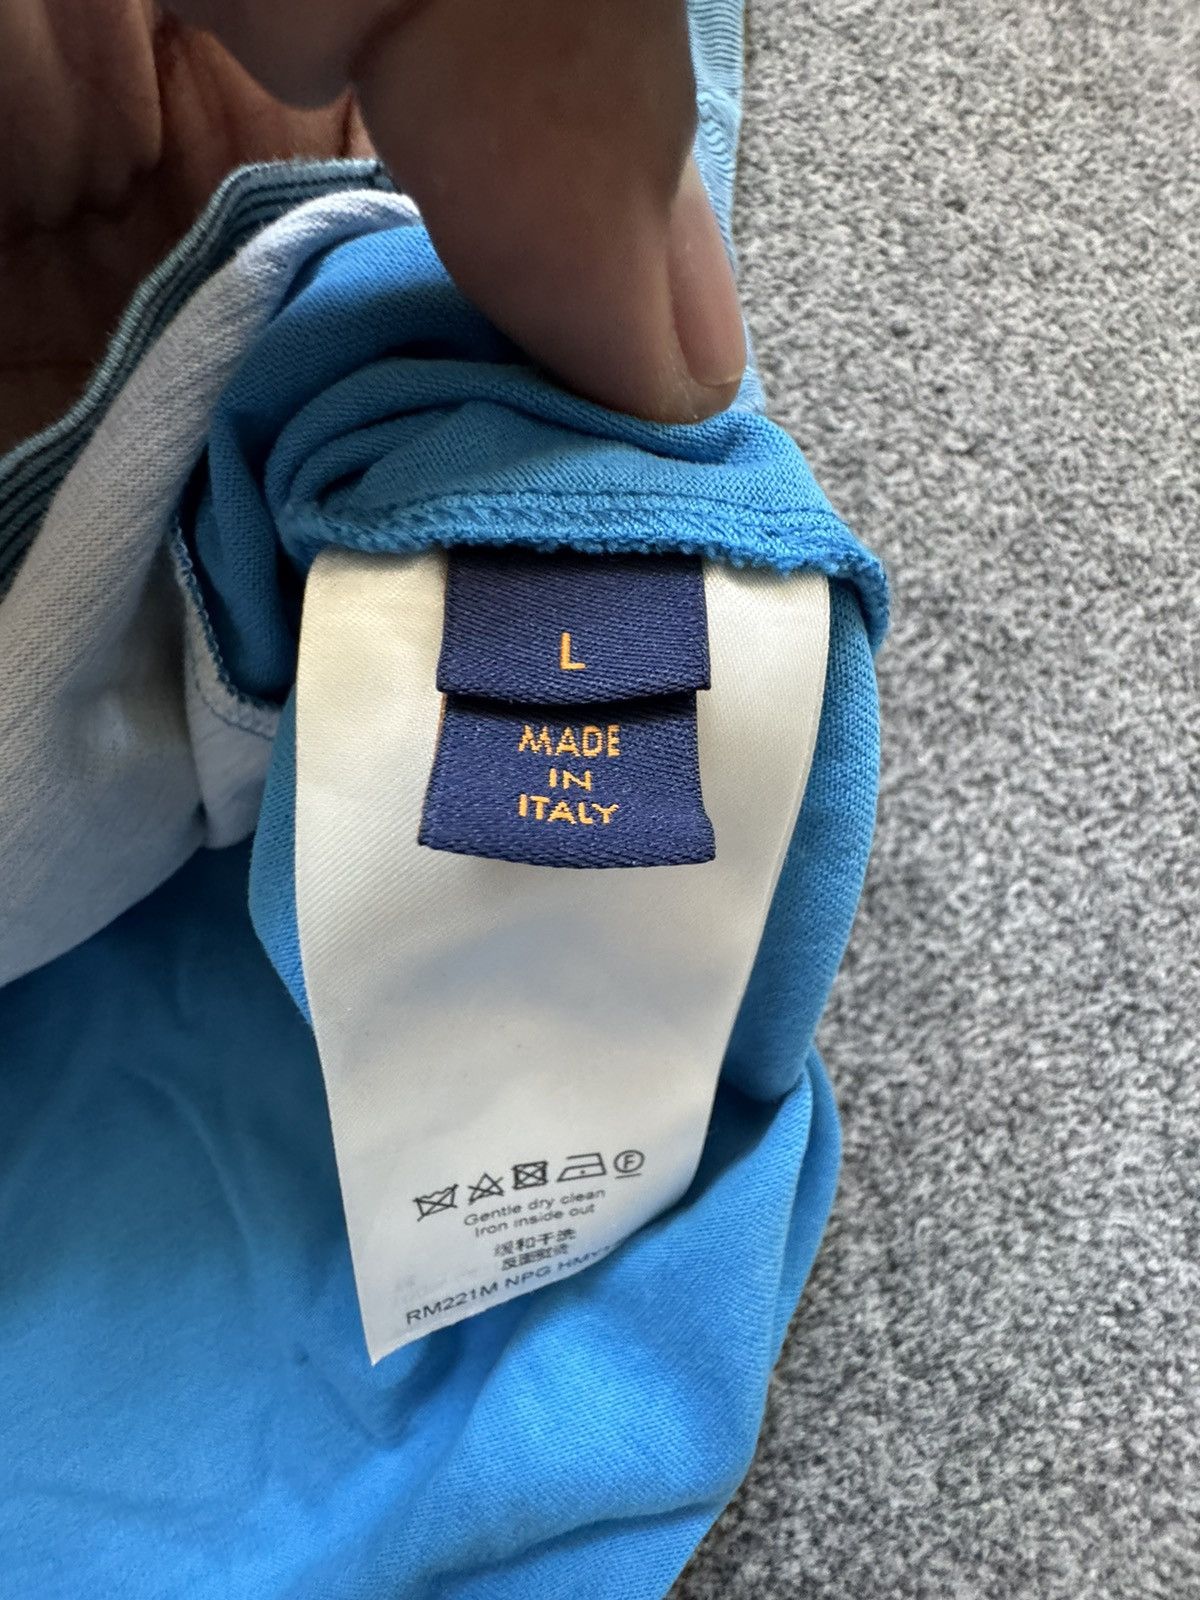 L
MADE
IN
ITALY
F
Gentle dry clean
Iron inside out
缓和干洗
反面熨烫
RM221M NPG HMY